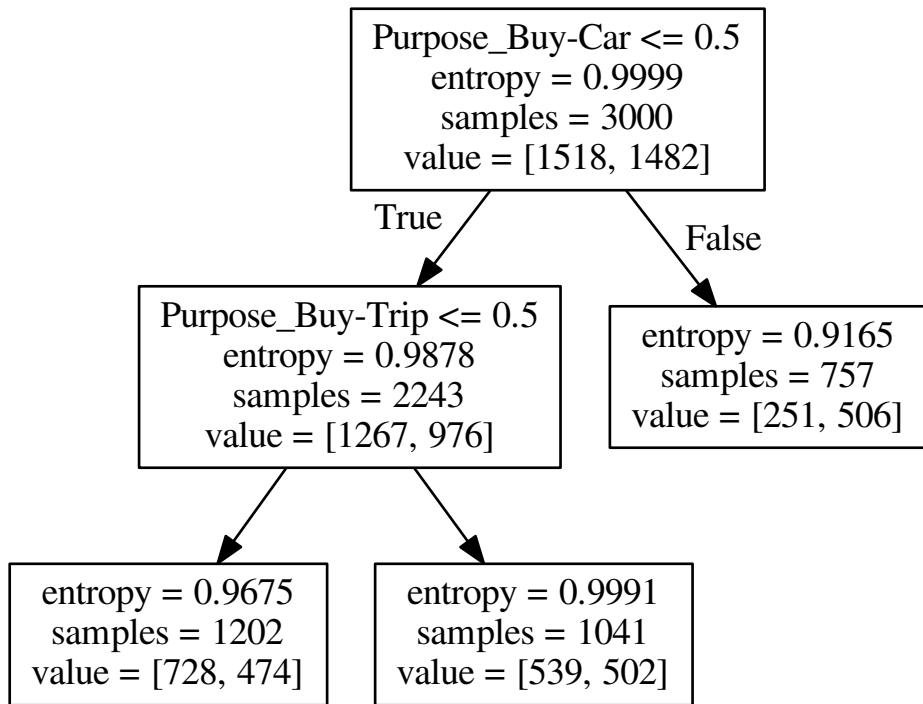 Purpose_Buy-Car <= 0.5
entropy = 0.9999
samples = 3000
value = [1518, 1482]
True
False
Purpose_Buy-Trip <= 0.5
entropy = 0.9878
samples = 2243
value = [1267, 976]
entropy = 0.9165
samples = 757
value = [251, 506]
entropy = 0.9675
samples = 1202
value = [728, 474]
entropy = 0.9991
samples = 1041
value = [539, 502]